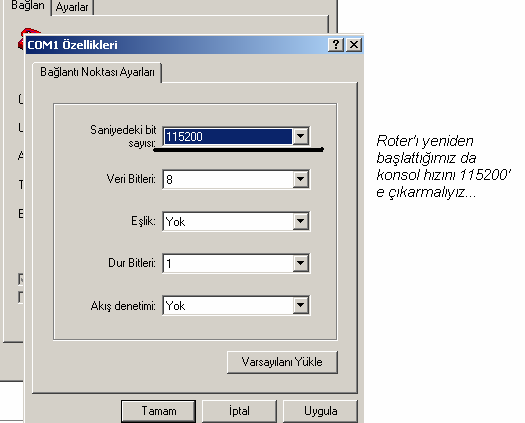 Bağlan Ayarlar
COM1 Özellikleri
Bağlantı Noktası Ayarları
Saniyedeki bit
sayısı: 115200
Veri Bitleri: 8
Eşlik: Yok
Dur Bitleri: 1
Akış denetimi: Yok
Varsayılanı Yükle
Tamam İptal Uygula
Roter'ı yeniden
başlattığımız da
konsol hızını 115200'
e çıkarmalıyız...